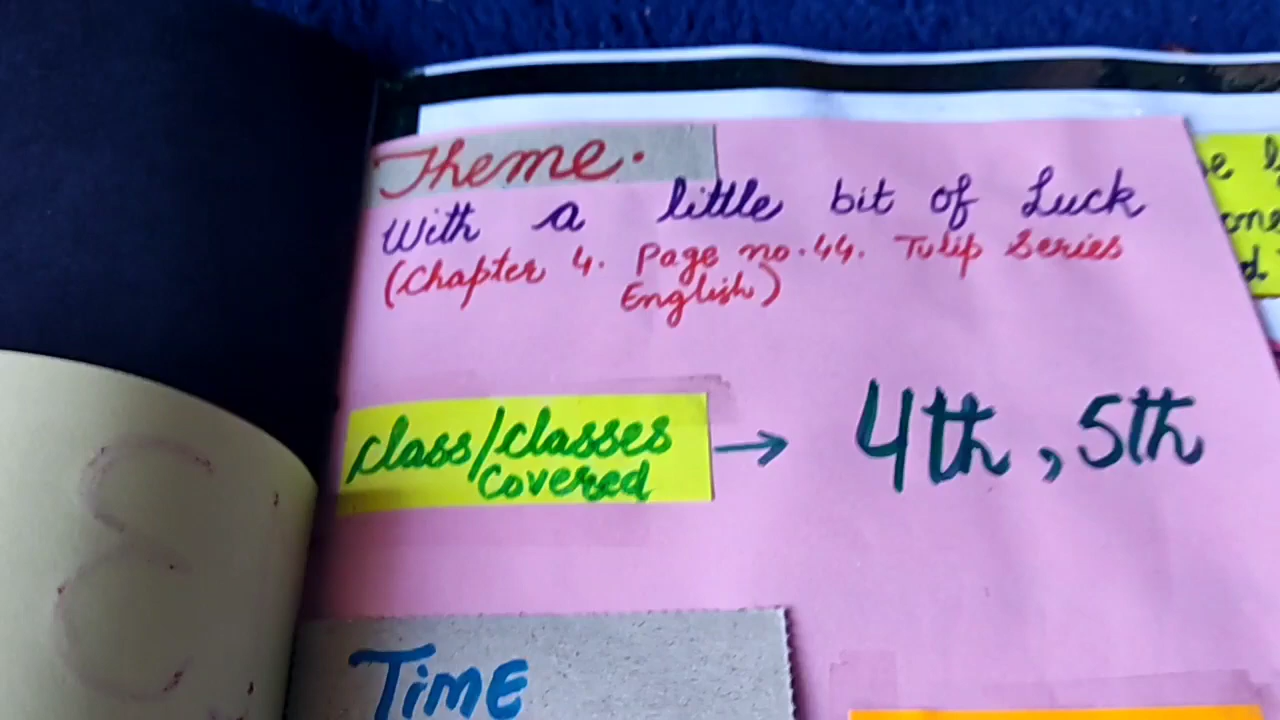 Theme.
With a little bit of Luck
(Chapter 4. Page no. 44. Tulip Series
English)
Class/classes
Covered
→ 4th, 5th
Time